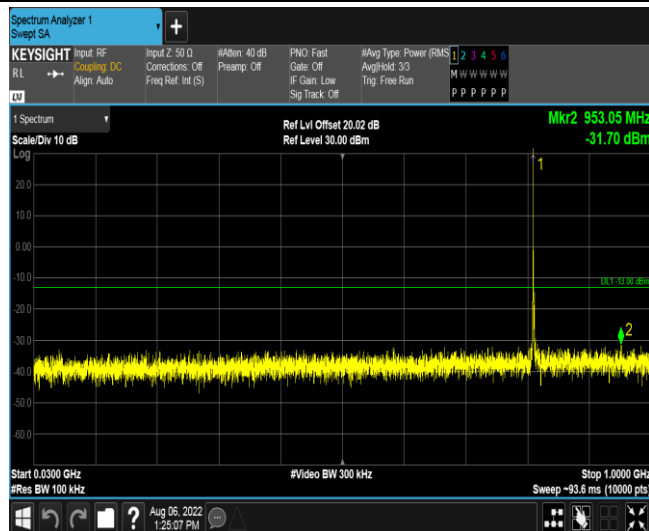 Spectrum Analyzer 1
Swept SA
KEYSIGHT
RL
LXI
Input: RF
Coupling: DC
Align: Auto
Input Z: 50 Ω
Corrections: Off
Freq Ref: Int (S)
#Atten: 40 dB
Preamp: Off
PNO: Fast
Gate: Off
IF Gain: Low
Sig Track: Off
#Avg Type: Power (RMS
Avg|Hold: 3/3
Trig: Free Run
1 2 3 4 5 6
M W W W W W
P P P P P P
1 Spectrum
Scale/Div 10 dB
Log
Ref Lvl Offset 20.02 dB
Ref Level 30.00 dBm
Mkr2 953.05 MHz
-31.70 dBm
1
20.0
10.0
0.00
-10.0
DL1 -13.00 dBm
-20.0
-30.0
2
-40.0
-50.0
-60.0
Start 0.0300 GHz
#Res BW 100 kHz
#Video BW 300 kHz
Stop 1.0000 GHz
Sweep ~93.6 ms (10000 pts)
?
Aug 06, 2022
1:25:07 PM